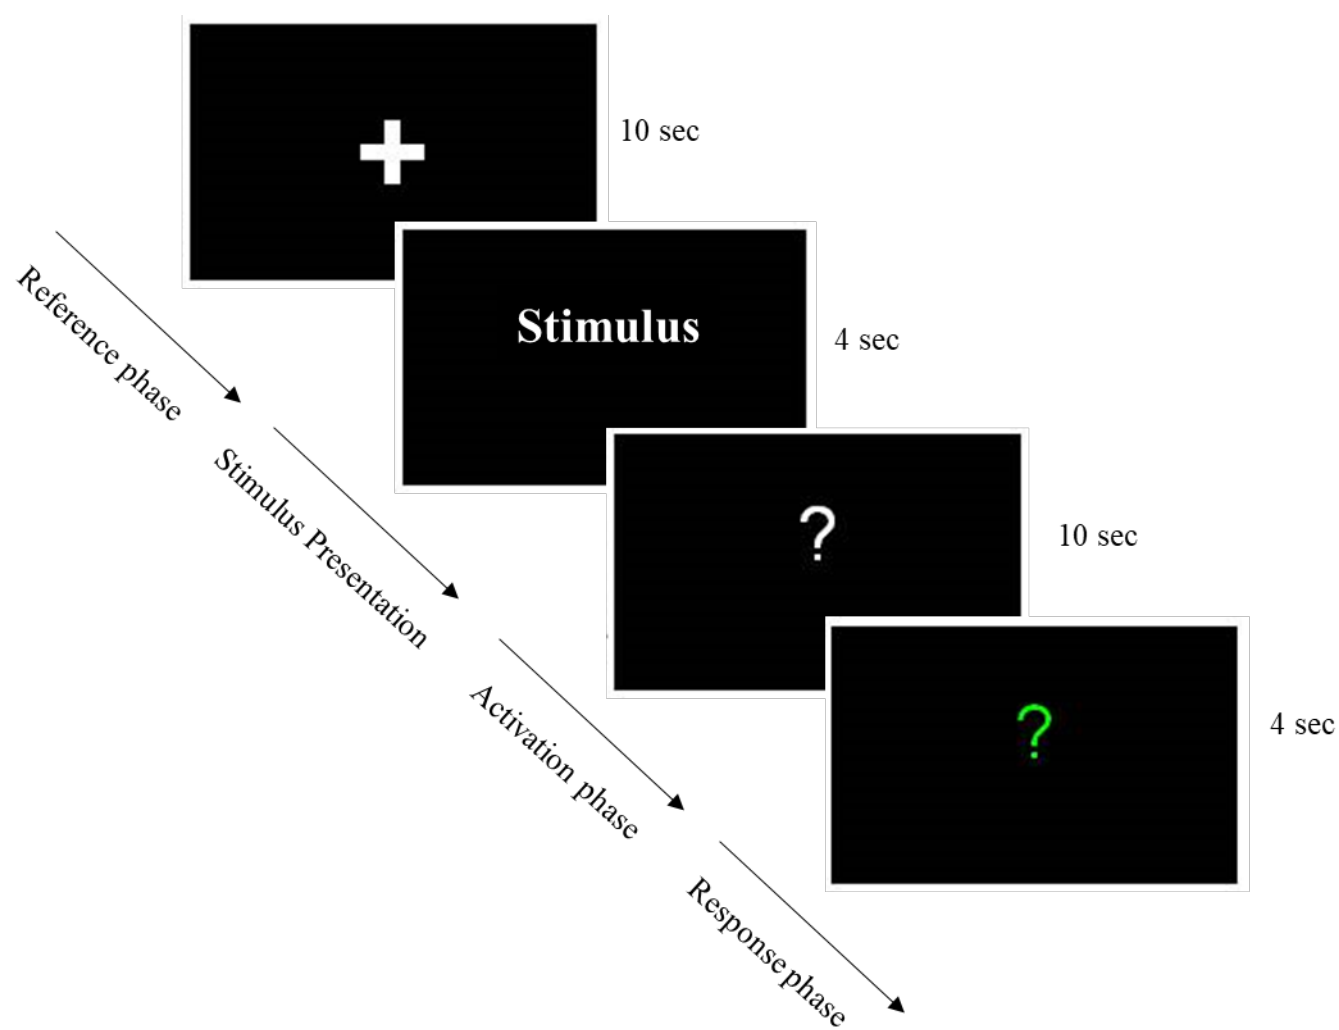 10 sec
Stimulus
4 sec
?
10 sec
?
4 sec
Reference phase
Stimulus Presentation
Activation phase
Response phase